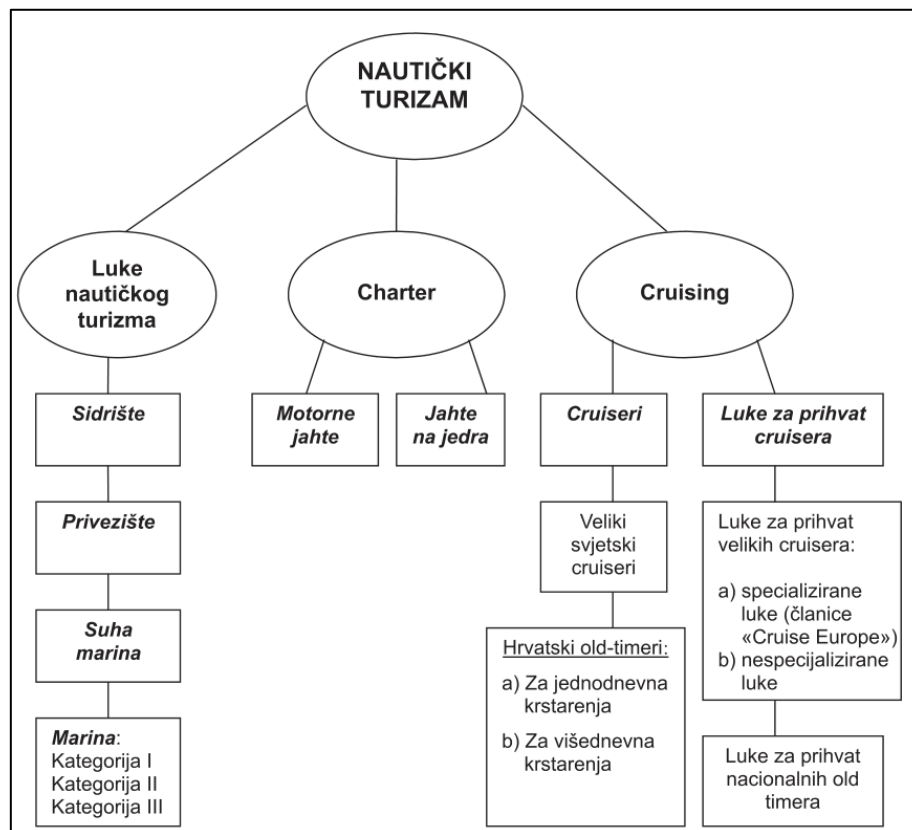 NAUTIČKI
TURIZAM
Luke
nautičkog
turizma
Charter
Cruising
Sidrište
Motorne
jahte
Jahte
na jedra
Cruiseri
Luke za prihvat
cruisera
Privezište
Veliki
svjetski
cruiseri
Luke za prihvat
velikih cruisera:
a) specializirane
luke (članice
«Cruise Europe»)
b) nespecijalizirane
luke
Suha
marina
Hrvatski old-timeri:
a) Za jednodnevna
krstarenja
b) Za višednevna
krstarenja
Marina:
Kategorija I
Kategorija II
Kategorija III
Luke za prihvat
nacionalnih old
timera